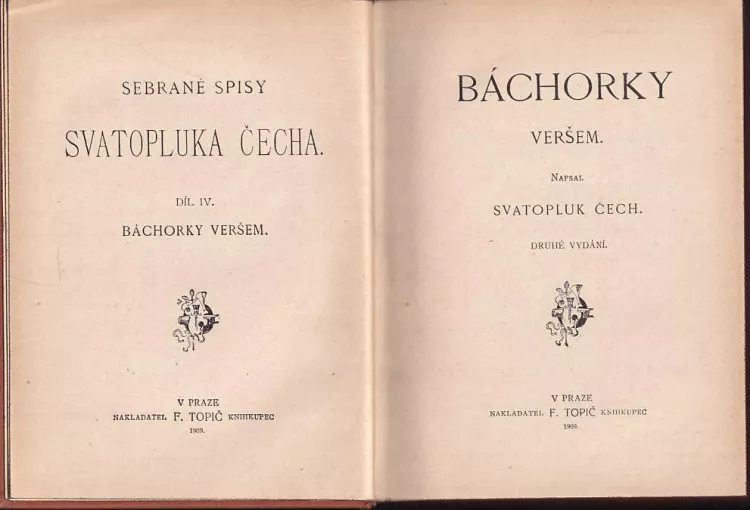 SEBRANÉ SPISY
SVATOPLUKA ČECHA.
DÍL IV.
BÁCHORKY VERŠEM.
V PRAZE
NAKLADATEL F. TOPIČ KNIHKUPEC
1909.
BÁCHORKY
VERŠEM.
NAPSAL
SVATOPLUK ČECH.
DRUHÉ VYDÁNÍ.
V PRAZE
NAKLADATEL F. TOPIČ KNIHKUPEC
1909.